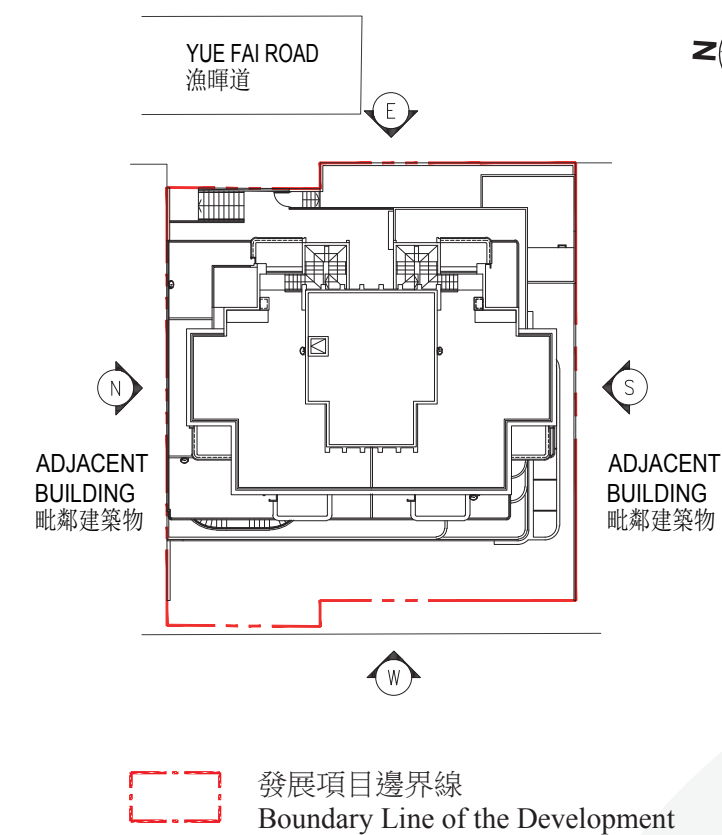 YUE FAI ROAD
漁暉道
N
E
N
S
ADJACENT
BUILDING
毗鄰建築物
ADJACENT
BUILDING
毗鄰建築物
W
發展項目邊界線
Boundary Line of the Development